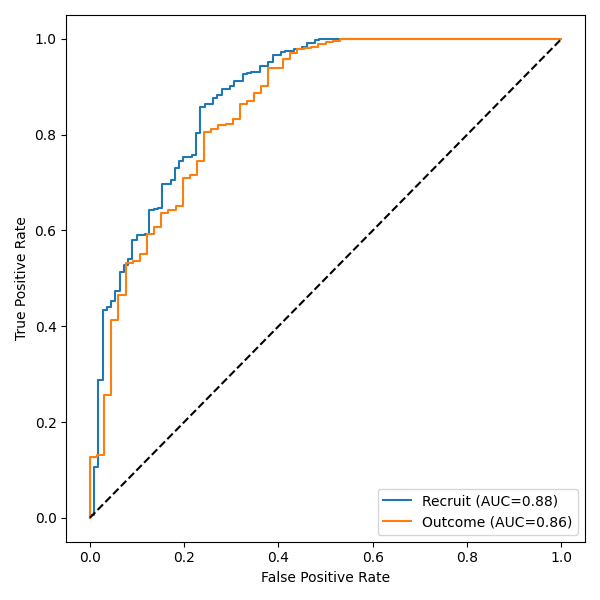 1.0
0.8
0.6
0.4
0.2
0.0
True Positive Rate
0.0 0.2 0.4 0.6 0.8 1.0
False Positive Rate
Recruit (AUC=0.88)
Outcome (AUC=0.86)